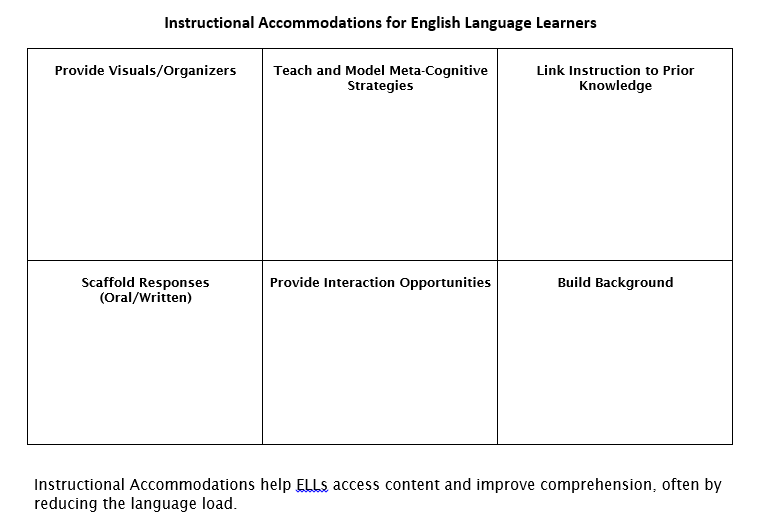 Instructional Accommodations for English Language Learners
Provide Visuals/Organizers
Teach and Model Meta-Cognitive
Strategies
Link Instruction to Prior
Knowledge
Scaffold Responses
(Oral/Written)
Provide Interaction Opportunities
Build Background
Instructional Accommodations help ELLs access content and improve comprehension, often by
reducing the language load.